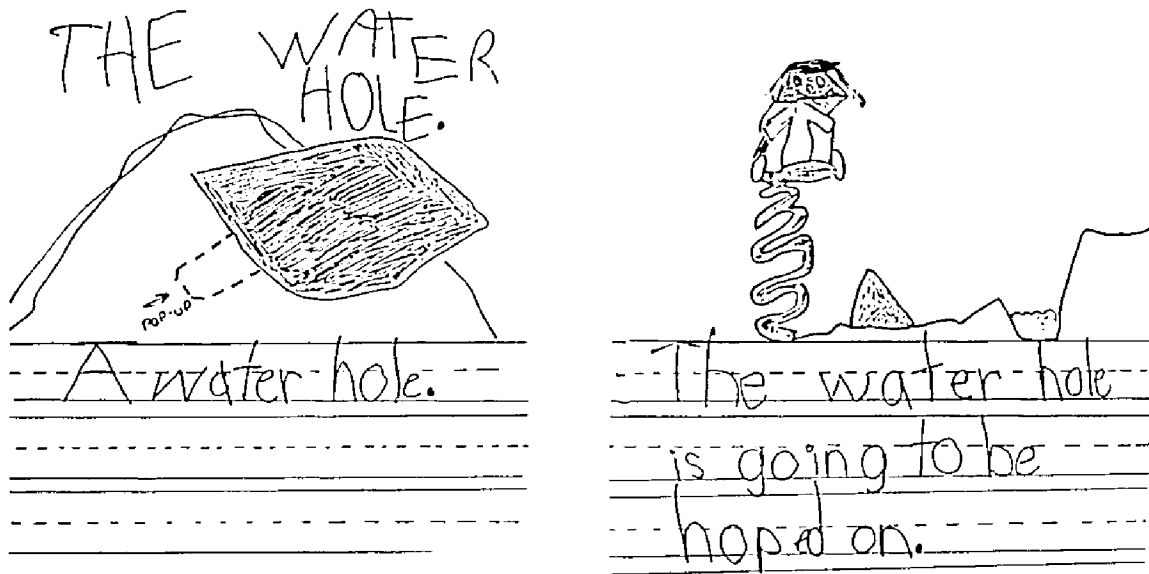 THE WATER
HOLE.
POP-UP
A water hole.
The water hole
is going to be
hoped on.